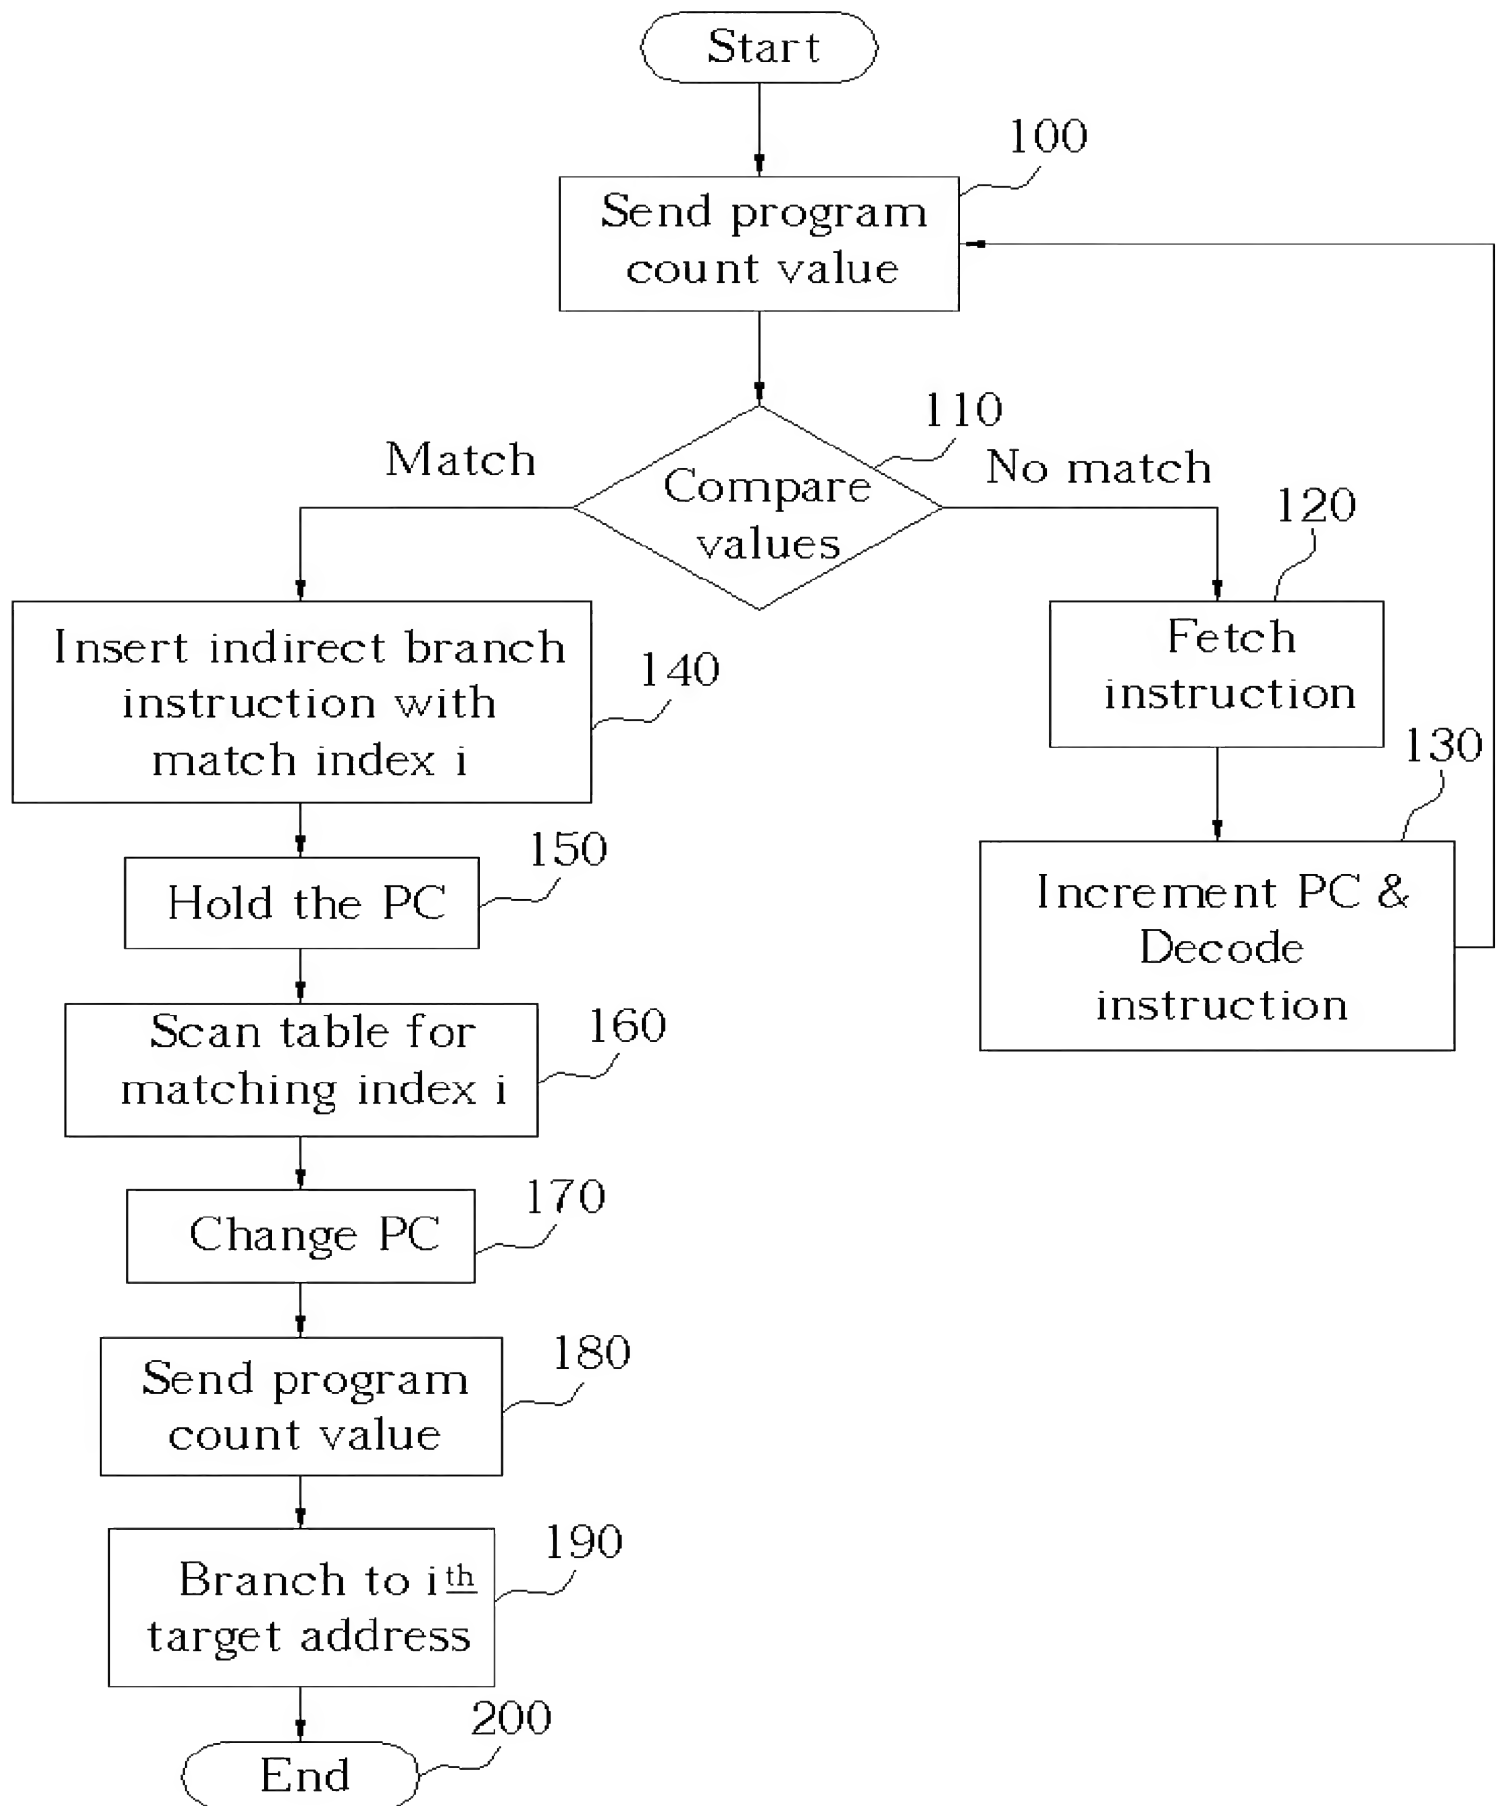 Start
100
Send program
count value
110
Match
No match
Compare
values
120
Insert indirect branch
instruction with
match index i
140
Fetch
instruction
130
Increment PC &
Decode
instruction
150
Hold the PC
160
Scan table for
matching index i
170
Change PC
180
Send program
count value
190
Branch to ith
target address
200
End